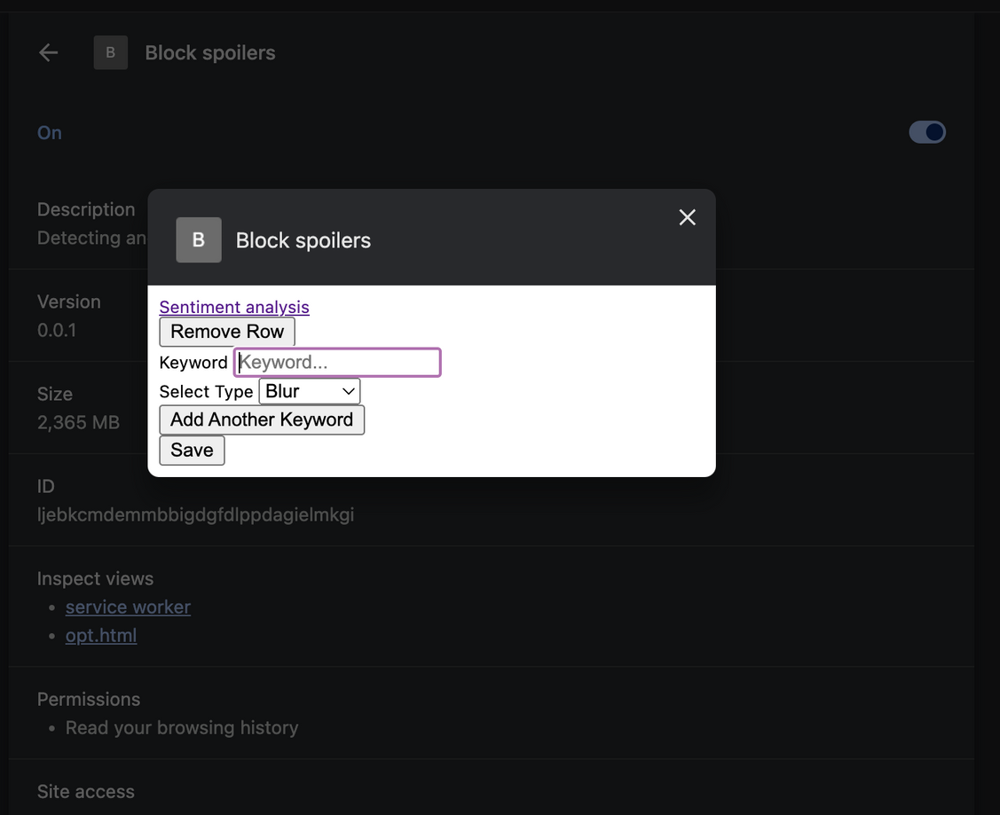 B Block spoilers
On
Description
Detecting an
B Block spoilers
Sentiment analysis
Remove Row
Keyword Keyword...
Select Type Blur
Add Another Keyword
Save
Version
0.0.1
Size
2,365 MB
ID
ljebkcmdemmbbigdgfdlppdagielmkgi
Inspect views
service worker
opt.html
Permissions
Read your browsing history
Site access